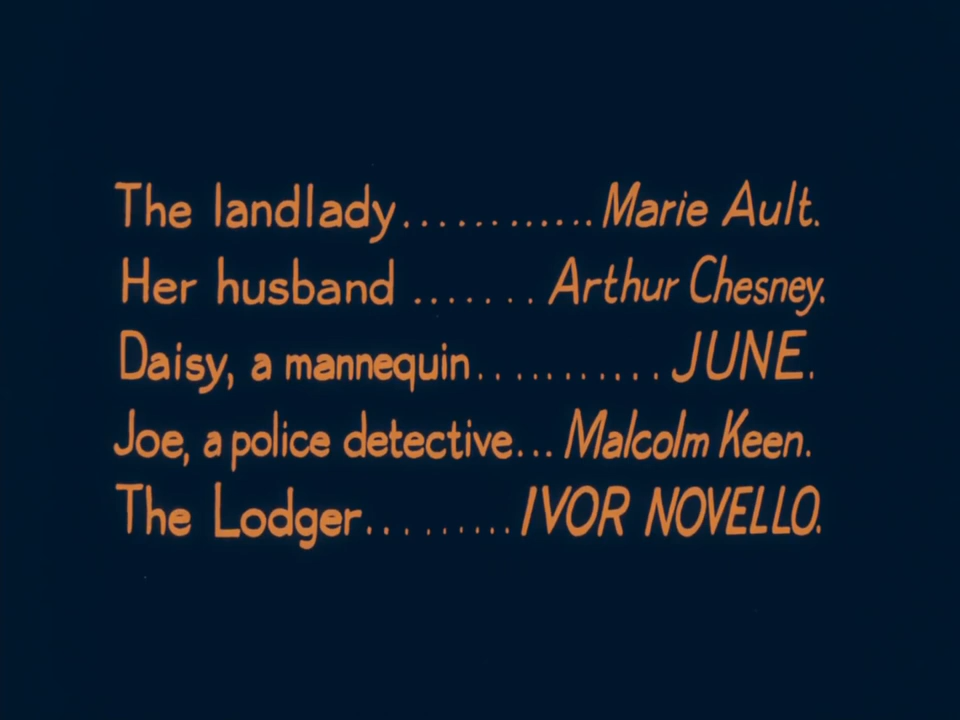 The landlady............Marie Ault.
Her husband .......Arthur Chesney.
Daisy, a mannequin...........JUNE.
Joe, a police detective...Malcolm Keen.
The Lodger.........IVOR NOVELLO.